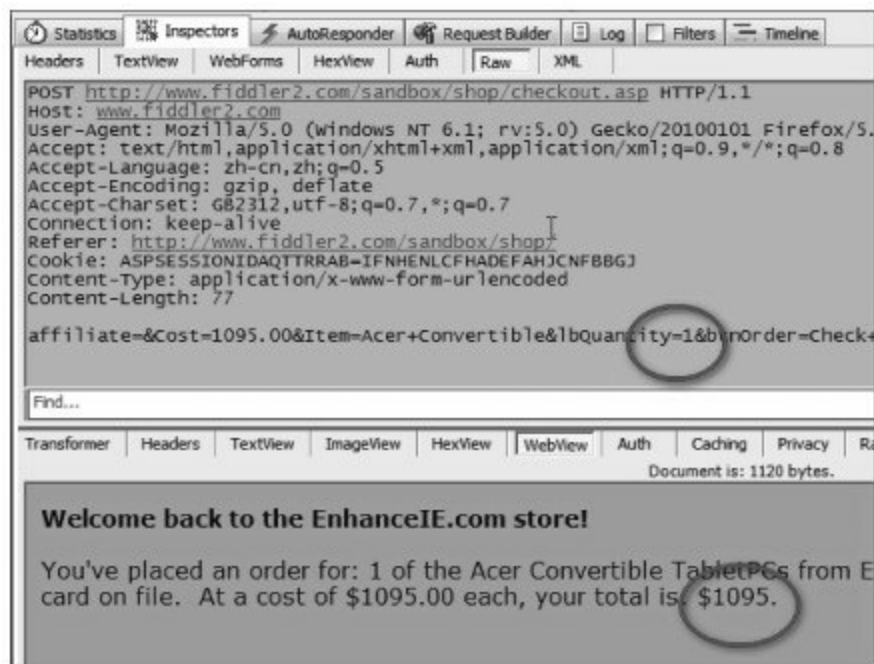 Statistics Inspectors AutoResponder Request Builder Log Filters Timeline
Headers TextView WebForms HexView Auth Raw XML
POST http://www.fiddler2.com/sandbox/shop/checkout.asp HTTP/1.1
Host: www.fiddler2.com
User-Agent: Mozilla/5.0 (Windows NT 6.1; rv:5.0) Gecko/20100101 Firefox/5.
Accept: text/html,application/xhtml+xml,application/xml;q=0.9,*/*;q=0.8
Accept-Language: zh-cn,zh;q=0.5
Accept-Encoding: gzip, deflate
Accept-Charset: GB2312,utf-8;q=0.7,*;q=0.7
Connection: keep-alive
Referer: http://www.fiddler2.com/sandbox/shop/
Cookie: ASPSESSIONIDAQTTRRAB=IFNHENLCFHADEFAHJCNFBBGJ
Content-Type: application/x-www-form-urlencoded
Content-Length: 77
affiliate=&Cost=1095.00&Item=Acer+Convertible&lbQuantity=1&btnOrder=Check+
Find...
Transformer Headers TextView ImageView HexView WebView Auth Caching Privacy Ra
Document is: 1120 bytes.
Welcome back to the EnhanceIE.com store!
You've placed an order for: 1 of the Acer Convertible TabletPCs from E
card on file. At a cost of $1095.00 each, your total is: $1095.